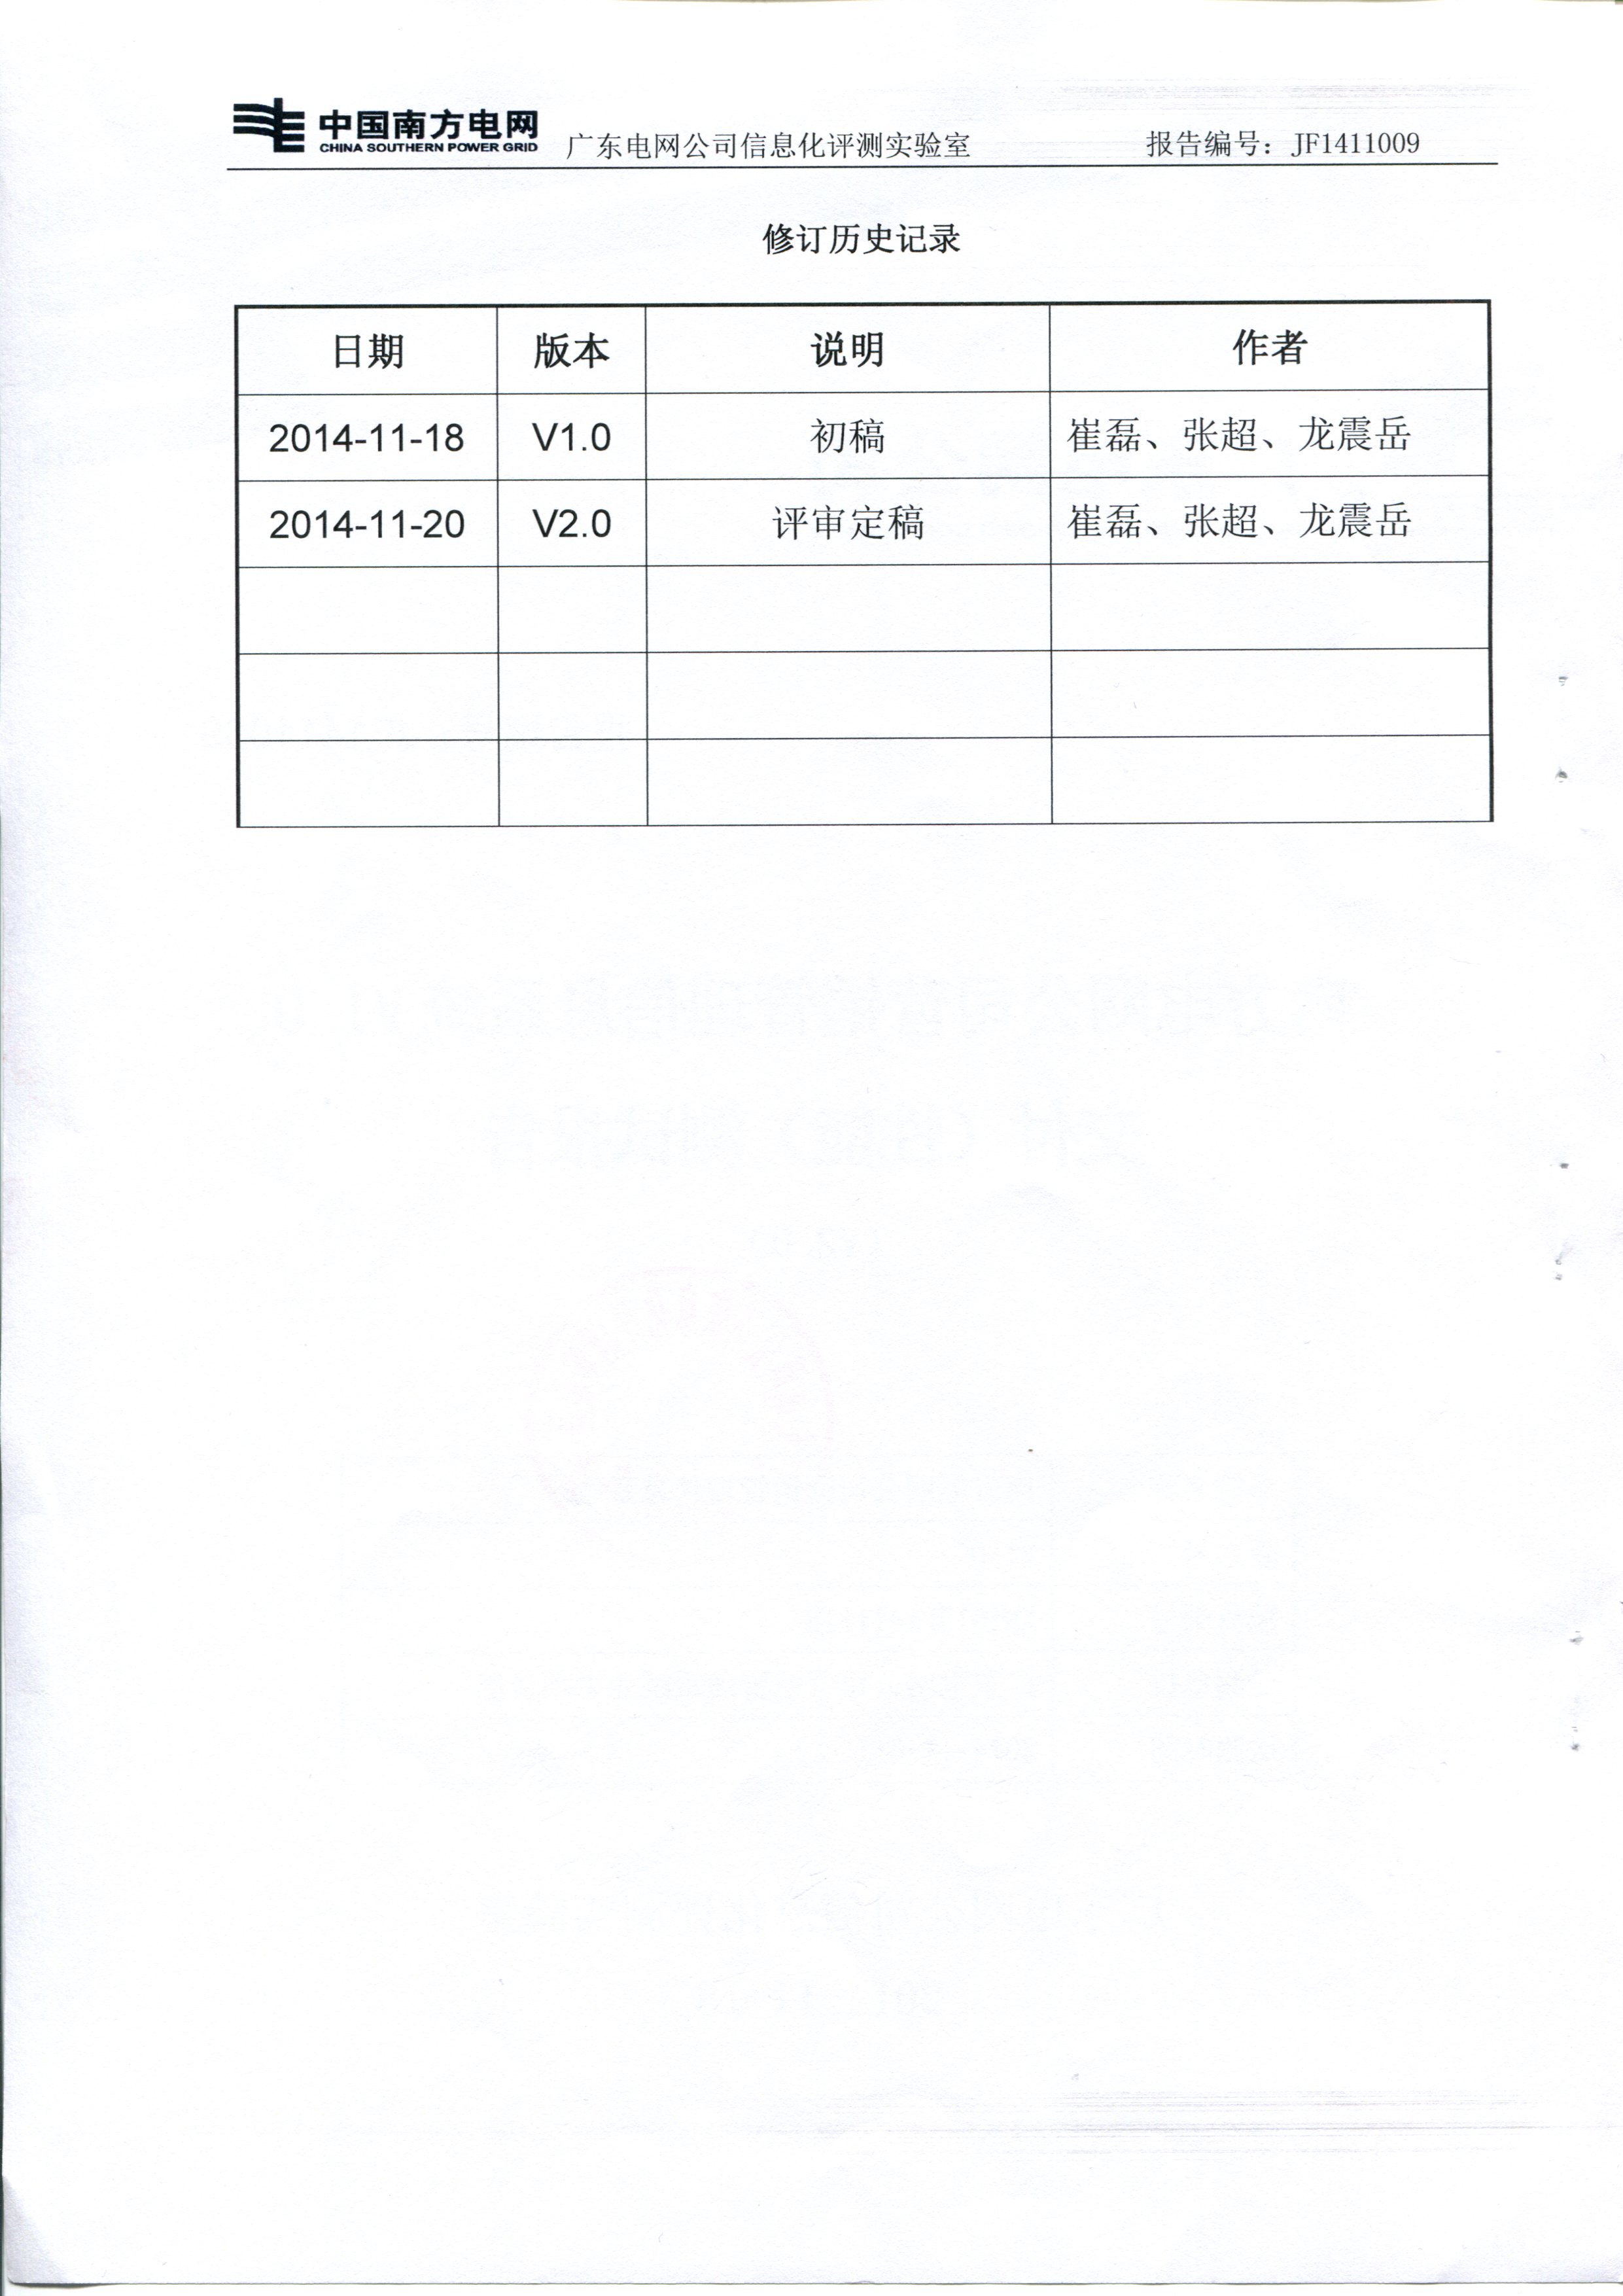 中国南方电网
CHINA SOUTHERN POWER GRID
广东电网公司信息化评测实验室 报告编号：JF1411009
修订历史记录
日期 版本 说明 作者
2014-11-18 V1.0 初稿 崔磊、张超、龙震岳
2014-11-20 V2.0 评审定稿 崔磊、张超、龙震岳